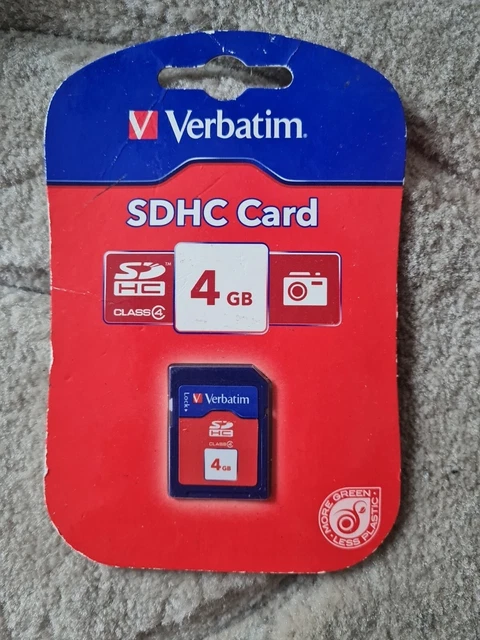 Verbatim.
SDHC Card
SD™
HC
CLASS 4
4 GB
Lock
Verbatim
SD
HC
CLASS 4
4 GB
MORE GREEN
• LESS PLASTIC •